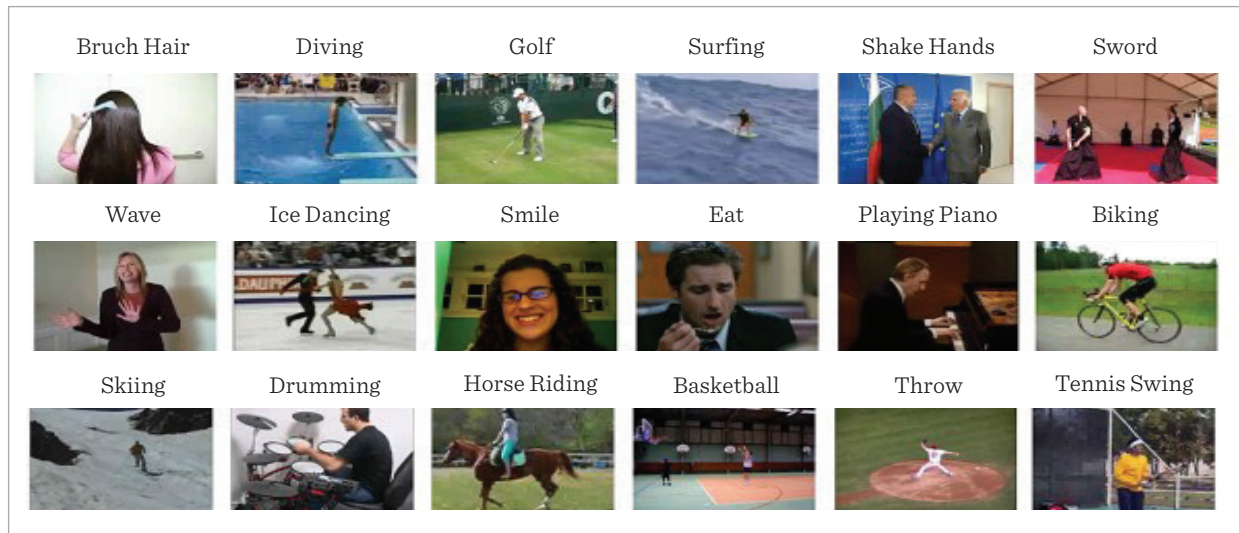 Bruch Hair
Diving
Golf
Surfing
Shake Hands
Sword
Wave
Ice Dancing
Smile
Eat
Playing Piano
Biking
Skiing
Drumming
Horse Riding
Basketball
Throw
Tennis Swing